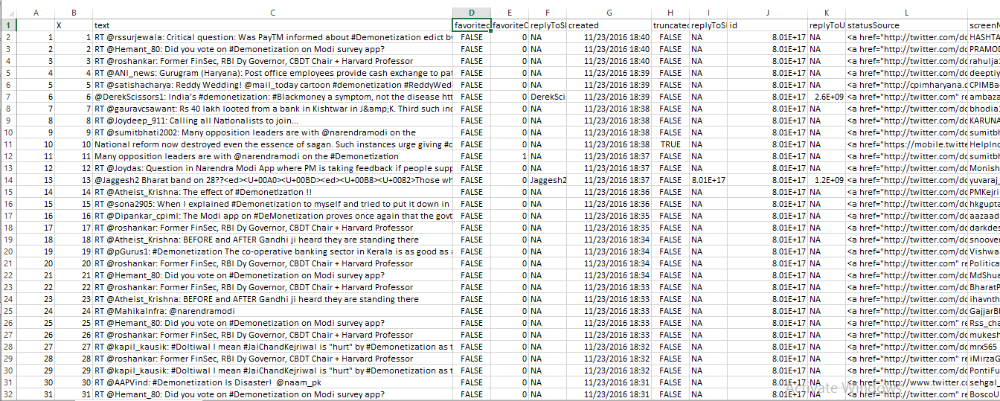 A B C D E F G H I J K L
1 X text favorited favoriteC replyToSI created truncated replyToSI id replyToU statusSource screenN
2 1 1 RT @rssurjewala: Critical question: Was PayTM informed about #Demonetization edict by FALSE 0 NA 11/23/2016 18:40 FALSE NA 8.01E+17 NA <a href="http://twitter.com/do HASHTA
3 2 2 RT @Hemant_80: Did you vote on #Demonetization on Modi survey app? FALSE 0 NA 11/23/2016 18:40 FALSE NA 8.01E+17 NA <a href="http://twitter.com/do PRAMOD
4 3 3 RT @roshankar: Former FinSec, RBI Dy Governor, CBDT Chair + Harvard Professor FALSE 0 NA 11/23/2016 18:40 FALSE NA 8.01E+17 NA <a href="http://twitter.com/do rahulja
5 4 4 RT @ANI_news: Gurugram (Haryana): Post office employees provide cash exchange to pat FALSE 0 NA 11/23/2016 18:39 FALSE NA 8.01E+17 NA <a href="http://twitter.com/do deeptiy
6 5 5 RT @satishacharya: Reddy Wedding! @mail_today cartoon #demonetization #ReddyWed FALSE 0 NA 11/23/2016 18:39 FALSE NA 8.01E+17 NA <a href="http://cpimharyana.c CPIMBa
7 6 6 @DerekScissors1: India's #demonetization: #Blackmoney a symptom, not the disease htt FALSE 0 DerekSci 11/23/2016 18:39 FALSE NA 8.01E+17 2.6E+09 <a href="http://twitter.com" re ambaza
8 7 7 RT @gauravcsawant: Rs 40 lakh looted from a bank in Kishtwar in J&amp;K. Third such inc FALSE 0 NA 11/23/2016 18:38 FALSE NA 8.01E+17 NA <a href="http://twitter.com/do bhodia
9 8 8 RT @Joydeep_911: Calling all Nationalists to join... FALSE 0 NA 11/23/2016 18:38 FALSE NA 8.01E+17 NA <a href="http://twitter.com/do KARUNA
10 9 9 RT @sumitbhati2002: Many opposition leaders are with @narendramodi on the FALSE 0 NA 11/23/2016 18:38 FALSE NA 8.01E+17 NA <a href="http://twitter.com/do sumitbh
11 10 10 National reform now destroyed even the essence of sagan. Such instances urge giving #d FALSE 0 NA 11/23/2016 18:38 TRUE NA 8.01E+17 NA <a href="https://mobile.twitte HelpInd
12 11 11 Many opposition leaders are with @narendramodi on the #Demonetization FALSE 1 NA 11/23/2016 18:37 FALSE NA 8.01E+17 NA <a href="http://twitter.com/do sumitbh
13 12 12 RT @Joydas: Question in Narendra Modi App where PM is taking feedback if people supp FALSE 0 NA 11/23/2016 18:37 FALSE NA 8.01E+17 NA <a href="http://twitter.com/do Monish
14 13 13 @Jaggesh2 Bharat band on 28??<ed><U+00A0><U+00BD><ed><U+00B8><U+0082>Those wh FALSE 0 Jaggesh2 11/23/2016 18:37 FALSE 8.01E+17 8.01E+17 1.2E+09 <a href="http://twitter.com/do yuvaraj_
15 14 14 RT @Atheist_Krishna: The effect of #Demonetization !! FALSE 0 NA 11/23/2016 18:36 FALSE NA 8.01E+17 NA <a href="http://twitter.com/do PMKejri
16 15 15 RT @sona2905: When I explained #Demonetization to myself and tried to put it down in FALSE 0 NA 11/23/2016 18:36 FALSE NA 8.01E+17 NA <a href="http://twitter.com/do hkgupta
17 16 16 RT @Dipankar_cpiml: The Modi app on #DeMonetization proves once again that the govt FALSE 0 NA 11/23/2016 18:35 FALSE NA 8.01E+17 NA <a href="http://twitter.com/do aazaad
18 17 17 RT @roshankar: Former FinSec, RBI Dy Governor, CBDT Chair + Harvard Professor FALSE 0 NA 11/23/2016 18:35 FALSE NA 8.01E+17 NA <a href="http://twitter.com/do darkdes
19 18 18 RT @Atheist_Krishna: BEFORE and AFTER Gandhi ji heard they are standing there FALSE 0 NA 11/23/2016 18:34 FALSE NA 8.01E+17 NA <a href="http://twitter.com/do snoover
20 19 19 RT @pGurus1: #Demonetization The co-operative banking sector in Kerala is as good as a FALSE 0 NA 11/23/2016 18:34 FALSE NA 8.01E+17 NA <a href="http://twitter.com/do Vishwa
21 20 20 RT @roshankar: Former FinSec, RBI Dy Governor, CBDT Chair + Harvard Professor FALSE 0 NA 11/23/2016 18:34 FALSE NA 8.01E+17 NA <a href="http://twitter.com/do Politica
22 21 21 RT @Hemant_80: Did you vote on #Demonetization on Modi survey app? FALSE 0 NA 11/23/2016 18:34 FALSE NA 8.01E+17 NA <a href="http://twitter.com/do MdShua
23 22 22 RT @roshankar: Former FinSec, RBI Dy Governor, CBDT Chair + Harvard Professor FALSE 0 NA 11/23/2016 18:33 FALSE NA 8.01E+17 NA <a href="http://twitter.com/do BharatP
24 23 23 RT @Atheist_Krishna: BEFORE and AFTER Gandhi ji heard they are standing there FALSE 0 NA 11/23/2016 18:33 FALSE NA 8.01E+17 NA <a href="http://twitter.com/do ihavnth
25 24 24 RT @MahikaInfra: @narendramodi FALSE 0 NA 11/23/2016 18:33 FALSE NA 8.01E+17 NA <a href="http://twitter.com/do GajjarBh
26 25 25 RT @Hemant_80: Did you vote on #Demonetization on Modi survey app? FALSE 0 NA 11/23/2016 18:33 FALSE NA 8.01E+17 NA <a href="http://twitter.com" re Rss_cha
27 26 26 RT @roshankar: Former FinSec, RBI Dy Governor, CBDT Chair + Harvard Professor FALSE 0 NA 11/23/2016 18:33 FALSE NA 8.01E+17 NA <a href="http://twitter.com/do mukesh
28 27 27 RT @kapil_kausik: #Doltiwal I mean #JaiChandKejriwal is "hurt" by #Demonetization as t FALSE 0 NA 11/23/2016 18:32 FALSE NA 8.01E+17 NA <a href="http://twitter.com/do mrx565
29 28 28 RT @roshankar: Former FinSec, RBI Dy Governor, CBDT Chair + Harvard Professor FALSE 0 NA 11/23/2016 18:32 FALSE NA 8.01E+17 NA <a href="http://twitter.com" re iMirzaG
30 29 29 RT @kapil_kausik: #Doltiwal I mean #JaiChandKejriwal is "hurt" by #Demonetization as t FALSE 0 NA 11/23/2016 18:32 FALSE NA 8.01E+17 NA <a href="http://twitter.com/do PontiFu
31 30 30 RT @AAPVind: #Demonetization Is Disaster! @naam_pk FALSE 0 NA 11/23/2016 18:31 FALSE NA 8.01E+17 NA <a href="http://www.twitter.co sehgal_
32 31 31 RT @Hemant_80: Did you vote on #Demonetization on Modi survey app? FALSE 0 NA 11/23/2016 18:31 FALSE NA 8.01E+17 NA <a href="http://twitter.com" re BoscoU
Activate Windows